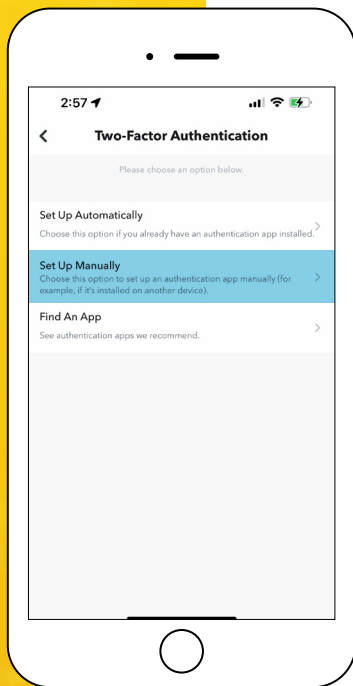 2:57
Two-Factor Authentication
Please choose an option below.
Set Up Automatically
Choose this option if you already have an authentication app installed.
Set Up Manually
Choose this option to set up an authentication app manually (for
example, if it's installed on another device).
Find An App
See authentication apps we recommend.